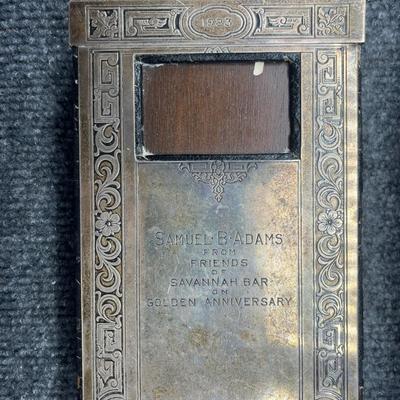 1923
SAMUEL·B·ADAMS
FROM
FRIENDS
OF
SAVANNAH BAR
ON
GOLDEN ANNIVERSARY